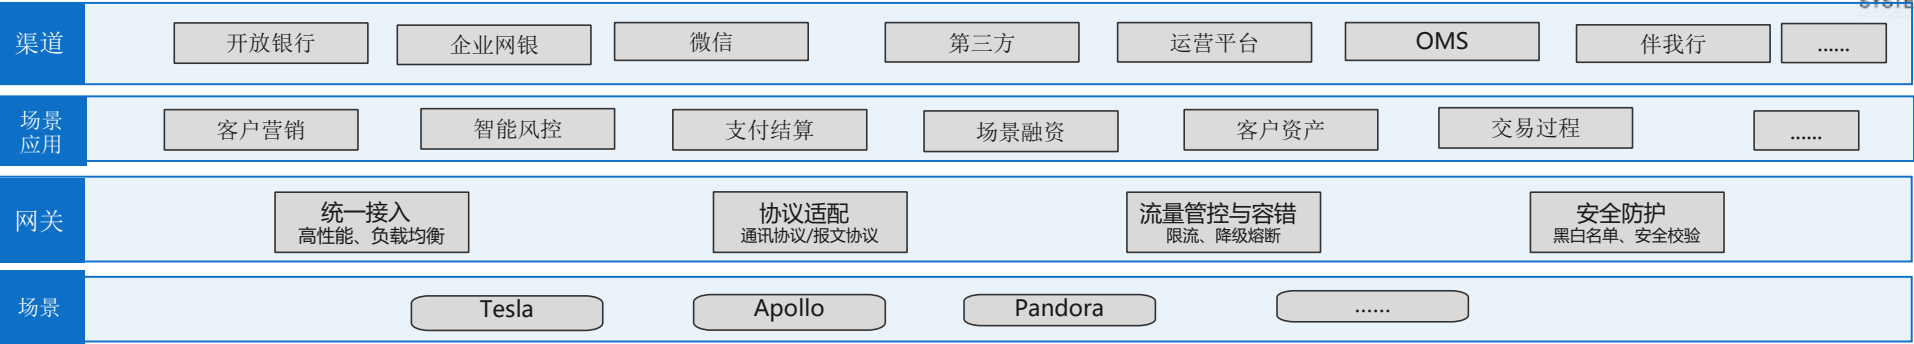 渠道
开放银行
企业网银
微信
第三方
运营平台
OMS
伴我行
......
场景
应用
客户营销
智能风控
支付结算
场景融资
客户资产
交易过程
......
网关
统一接入
高性能、负载均衡
协议适配
通讯协议/报文协议
流量管控与容错
限流、降级熔断
安全防护
黑白名单、安全校验
场景
Tesla
Apollo
Pandora
......